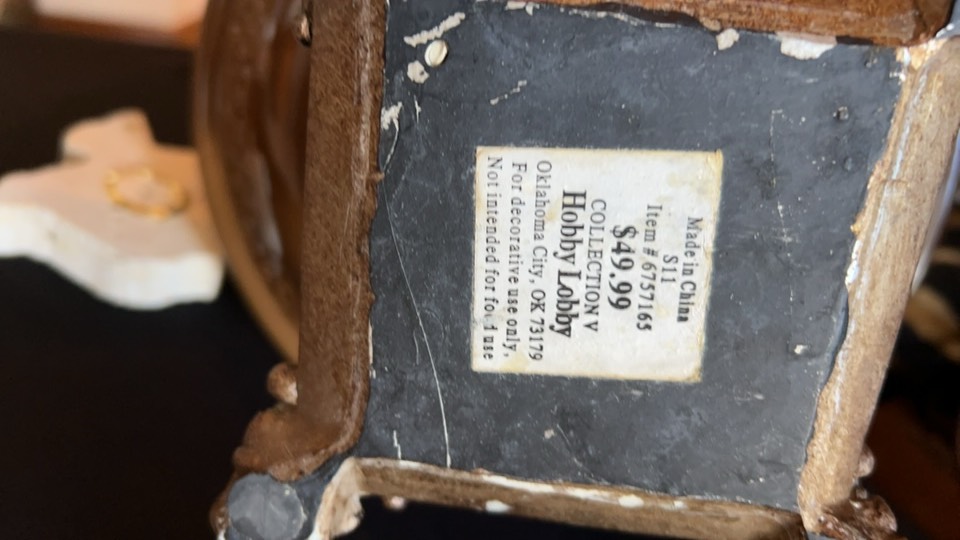 Made in China
S11
Item # 6757165
$49.99
COLLECTION V
Hobby Lobby
Oklahoma City, OK 73179
For decorative use only.
Not intended for food use